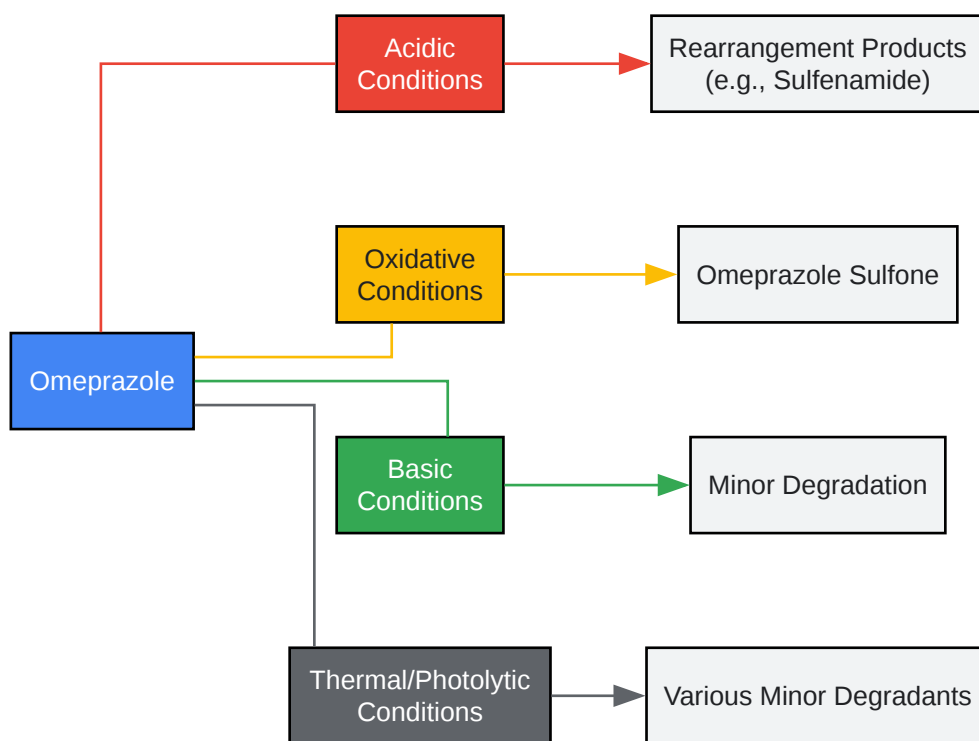 Acidic
Conditions
Rearrangement Products
(e.g., Sulfenamide)
Oxidative
Conditions
Omeprazole Sulfone
Omeprazole
Basic
Conditions
Minor Degradation
Thermal/Photolytic
Conditions
Various Minor Degradants